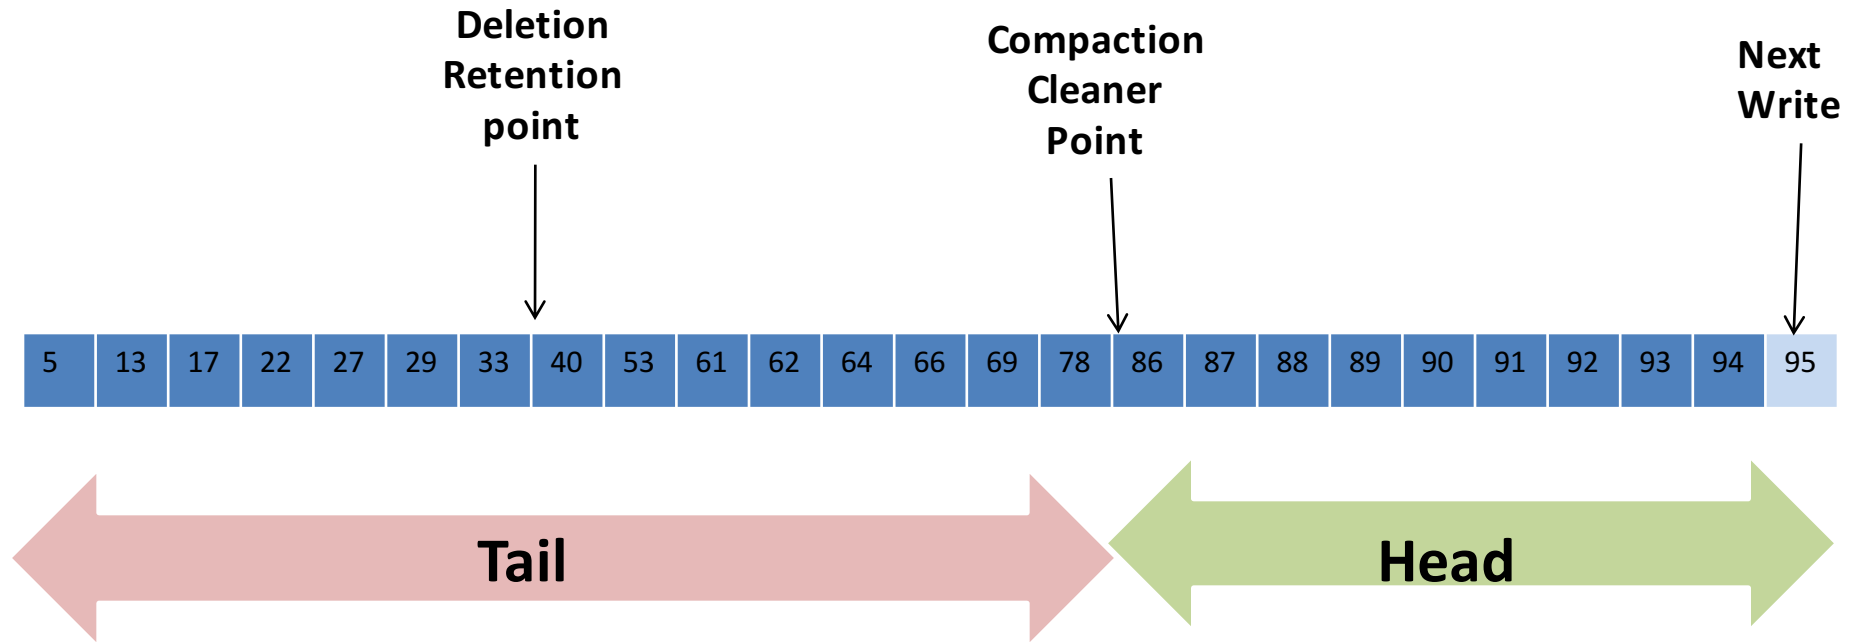 Deletion
Retention
point
Compaction
Cleaner
Point
Next
Write
5 13 17 22 27 29 33 40 53 61 62 64 66 69 78 86 87 88 89 90 91 92 93 94 95
Tail
Head